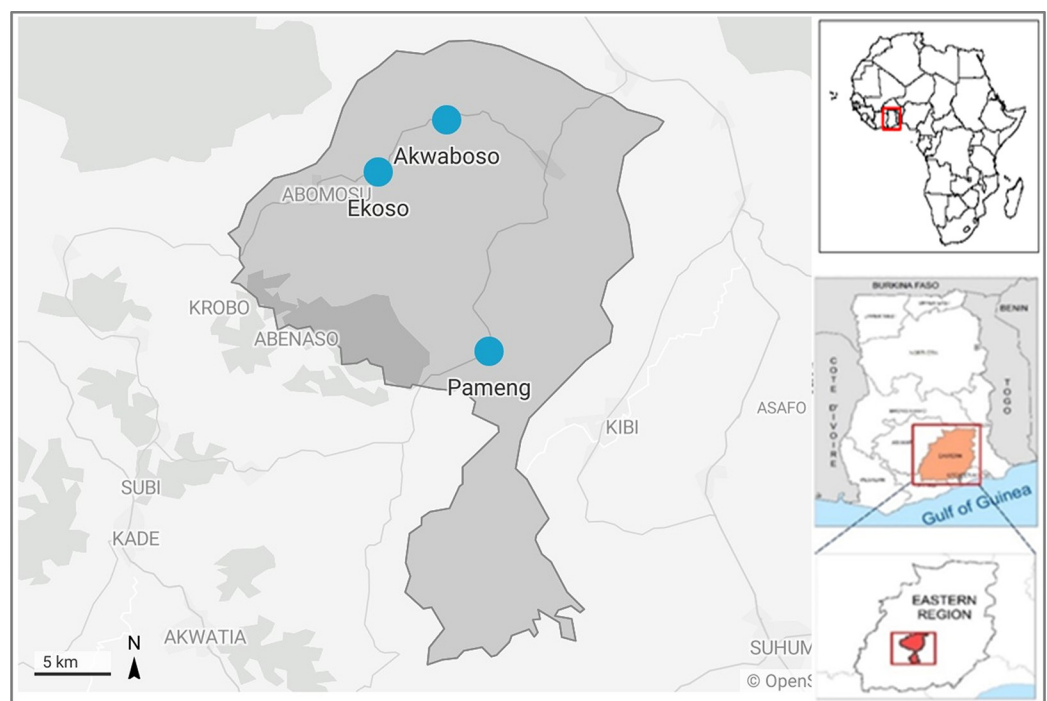 Akwaboso
ABOMOSU
Ekoso
KROBO
ABENASO
Pameng
ASAFO
KIBI
SUBI
KADE
AKWATIA
N
5 km
SUHUM
© OpenS
BURKINA FASO
BENIN
COTE D'IVOIRE
TOGO
EASTERN
Gulf of Guinea
EASTERN
REGION